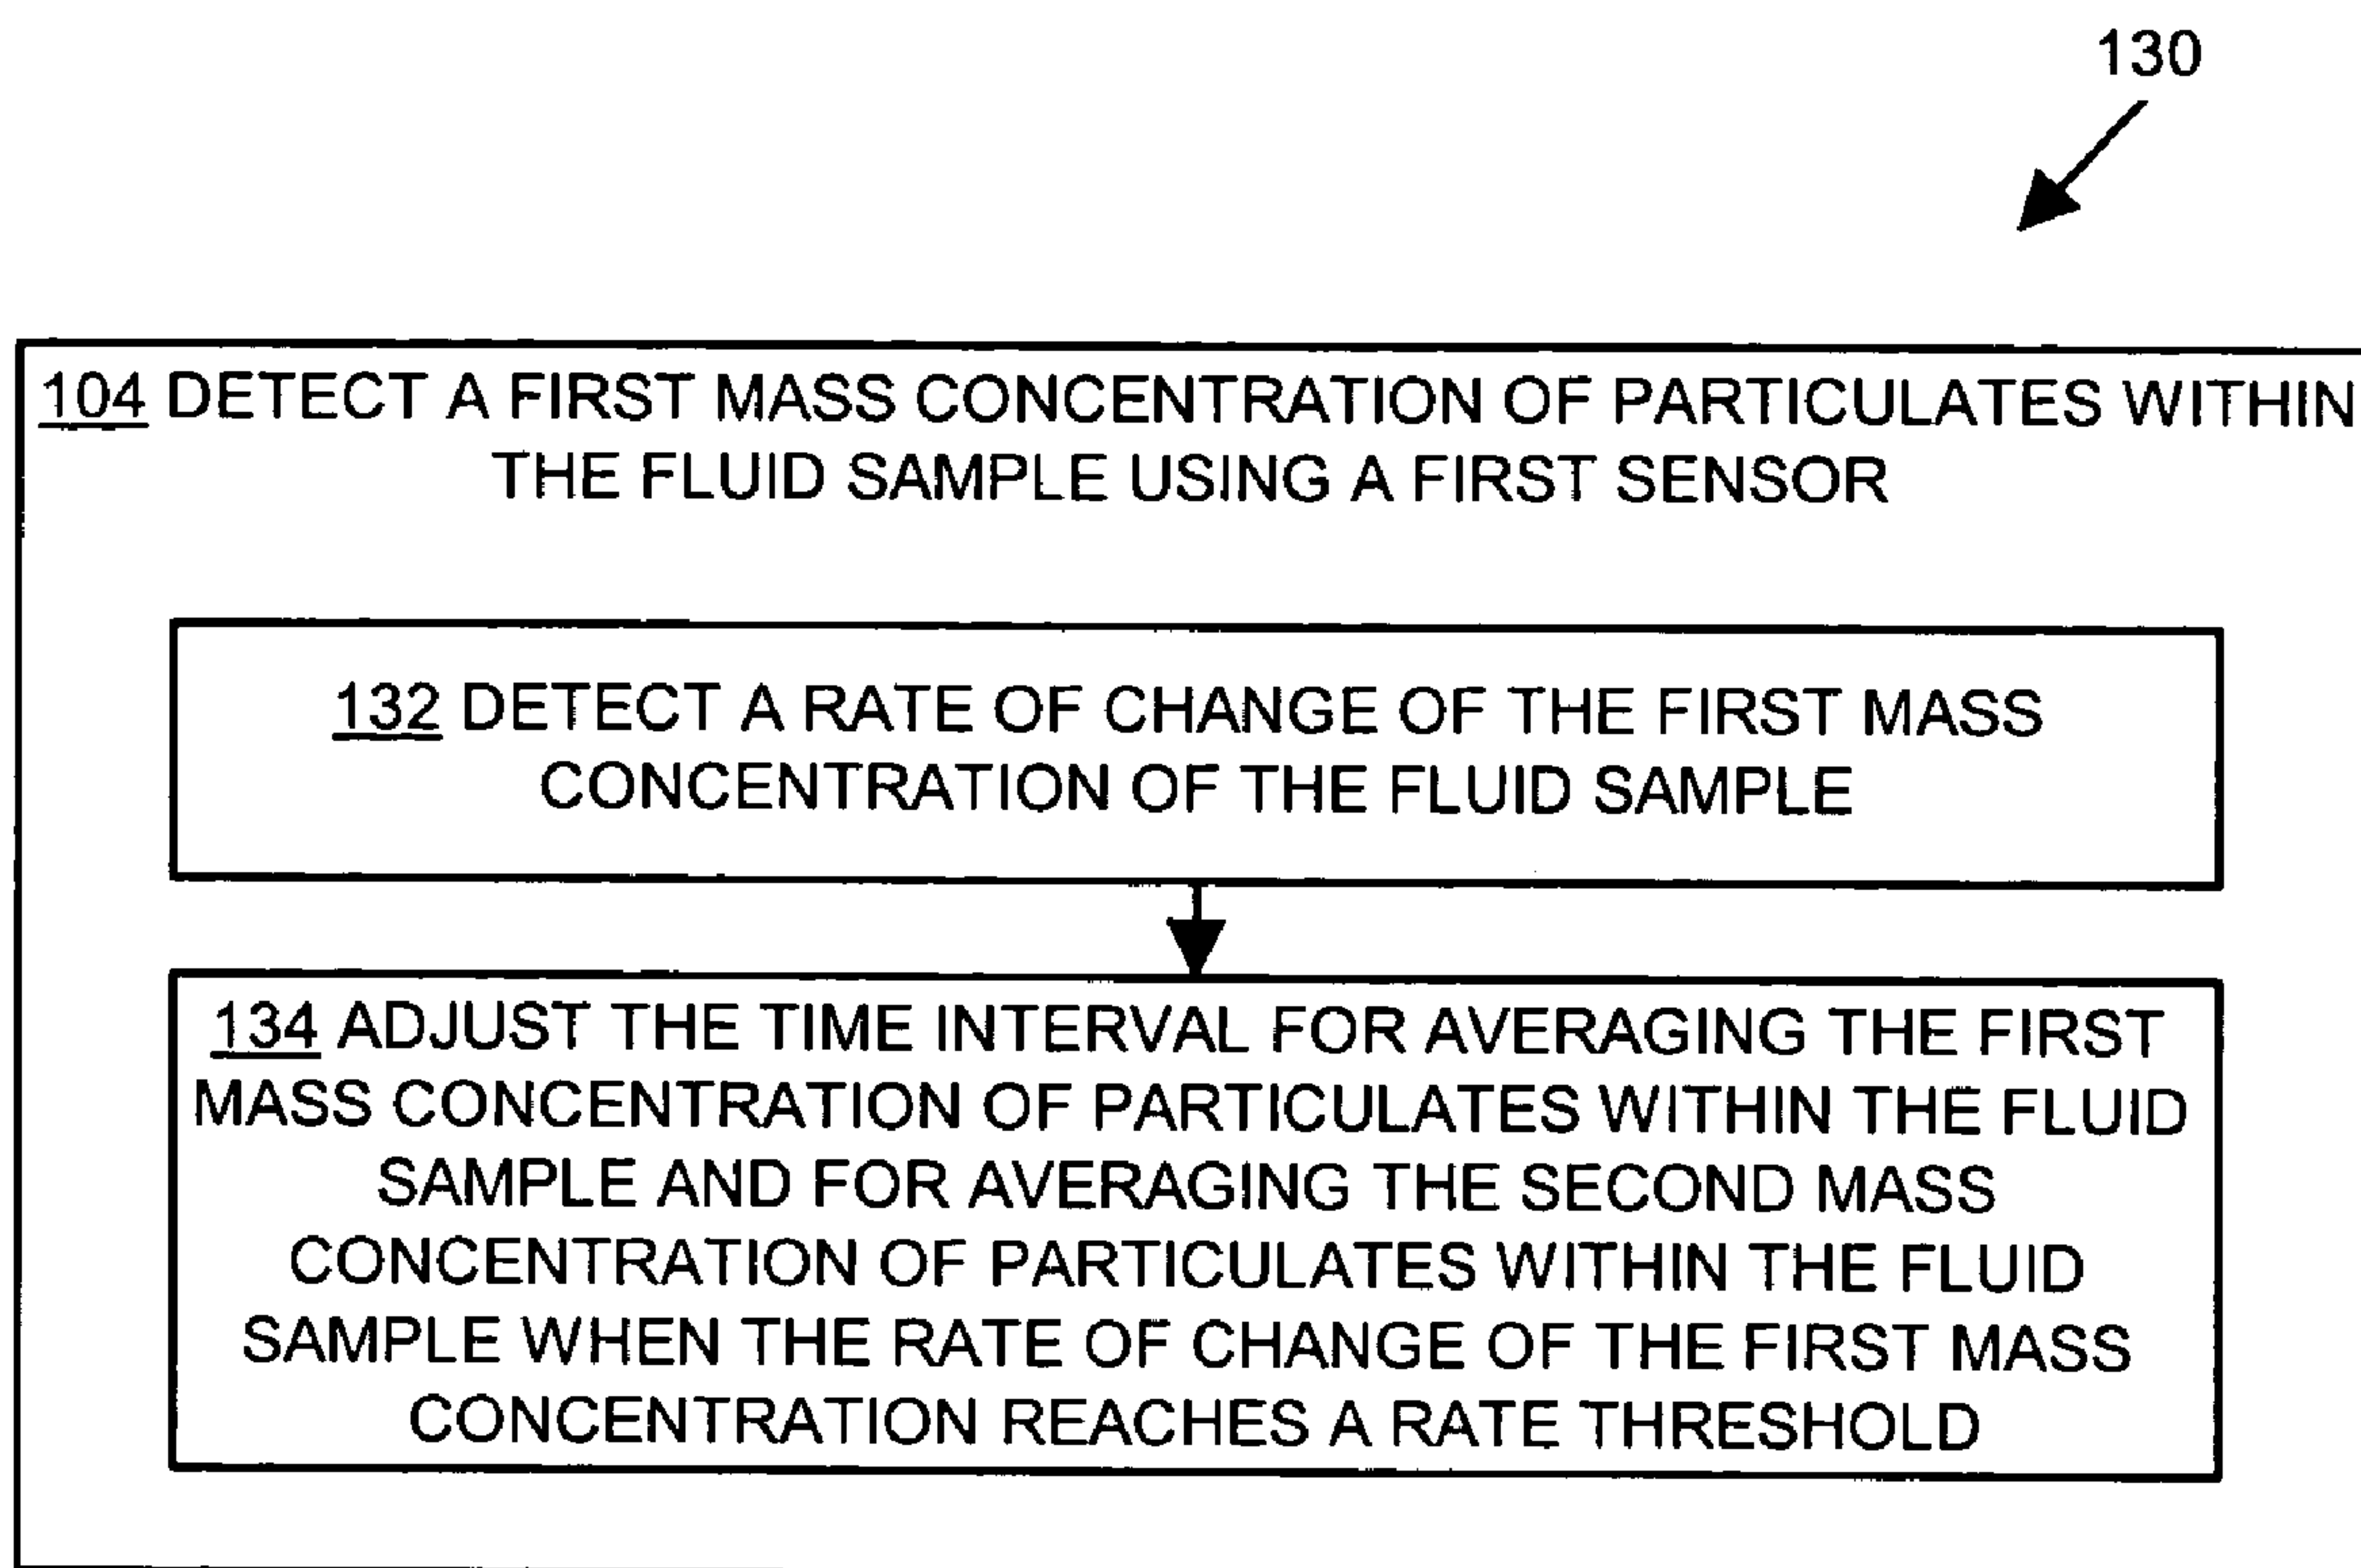 130
104 DETECT A FIRST MASS CONCENTRATION OF PARTICULATES WITHIN
THE FLUID SAMPLE USING A FIRST SENSOR
132 DETECT A RATE OF CHANGE OF THE FIRST MASS
CONCENTRATION OF THE FLUID SAMPLE
134 ADJUST THE TIME INTERVAL FOR AVERAGING THE FIRST
MASS CONCENTRATION OF PARTICULATES WITHIN THE FLUID
SAMPLE AND FOR AVERAGING THE SECOND MASS
CONCENTRATION OF PARTICULATES WITHIN THE FLUID
SAMPLE WHEN THE RATE OF CHANGE OF THE FIRST MASS
CONCENTRATION REACHES A RATE THRESHOLD